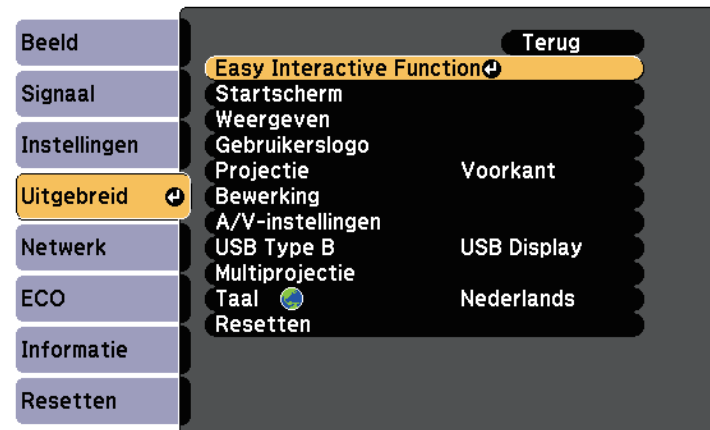 Beeld
Signaal
Instellingen
Uitgebreid
Netwerk
ECO
Informatie
Resetten
Terug
Easy Interactive Function
Startscherm
Weergeven
Gebruikerslogo
Projectie Voorkant
Bewerking
A/V-instellingen
USB Type B USB Display
Multiprojectie
Taal Nederlands
Resetten